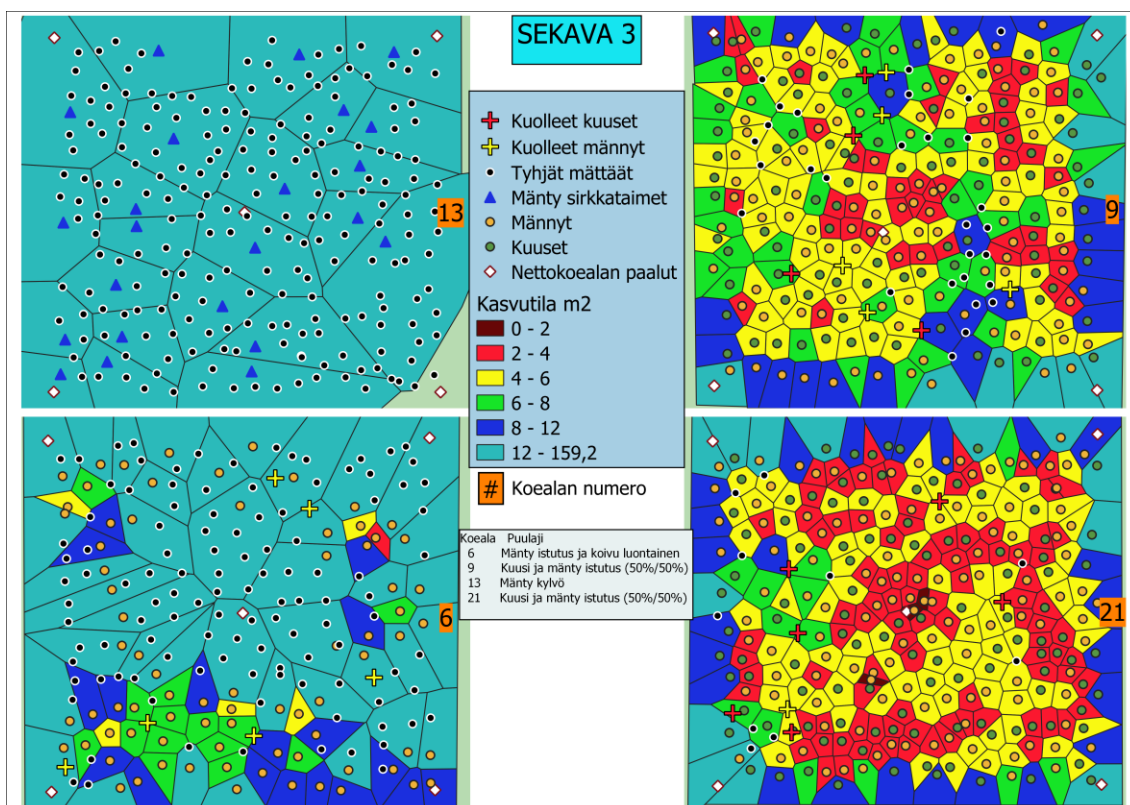 SEKAVA 3
Kuolleet kuuset
Kuolleet männyt
Tyhjät mättäät
Mänty sirkkataimet
Männyt
Kuuset
Nettokoealan paalut
Kasvutila m2
0 - 2
2 - 4
4 - 6
6 - 8
8 - 12
12 - 159,2
# Koealan numero
13
9
Koeala Puulaji
6 Mänty istutus ja koivu luontainen
9 Kuusi ja mänty istutus (50%/50%)
13 Mänty kylvö
21 Kuusi ja mänty istutus (50%/50%)
6
21